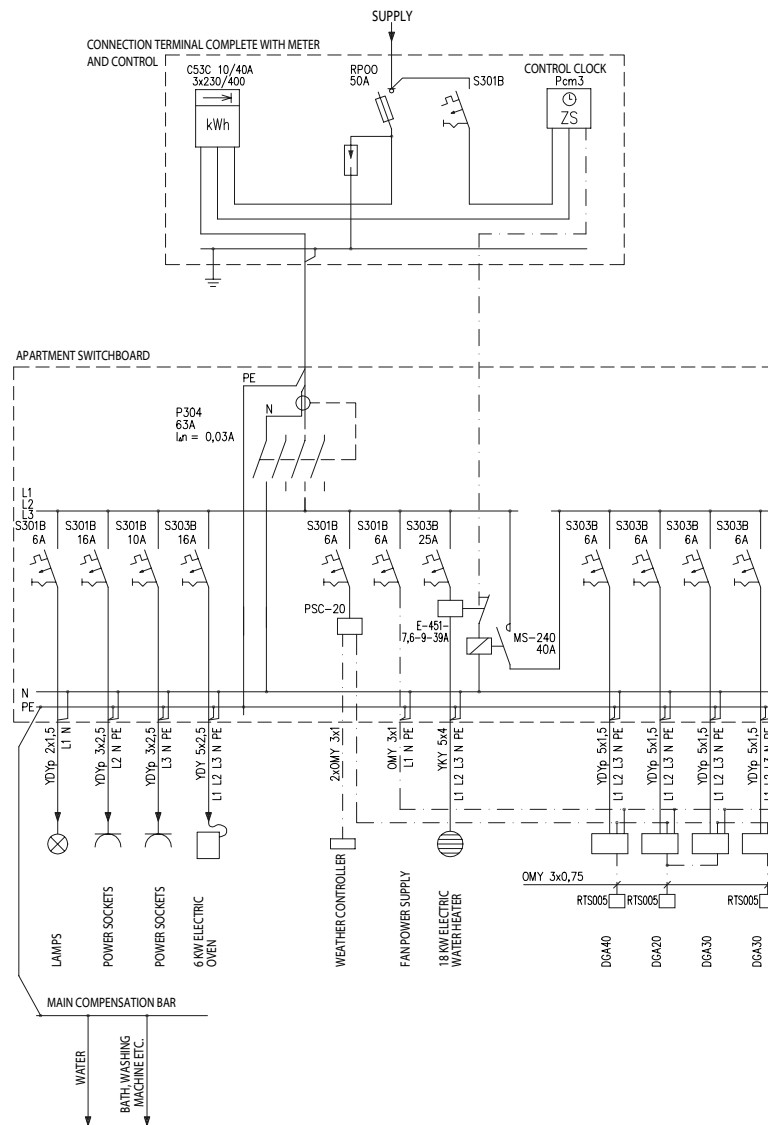 SUPPLY
CONNECTION TERMINAL COMPLETE WITH METER
AND CONTROL
C53C 10/40A
3x230/400
RP00
50A
S301B
CONTROL CLOCK
Pcm3
kWh
ZS
APARTMENT SWITCHBOARD
PE
P304
63A
IΔn = 0,03A
N
L1
L2
L3
S301B
6A
S301B
16A
S301B
10A
S303B
16A
S301B
6A
S301B
6A
S303B
25A
S303B
6A
S303B
6A
S303B
6A
S303B
6A
PSC-20
E-451-
7,6-9-39A
MS-240
40A
N
PE
YDYp 2x1,5
L1 N
YDYp 3x2,5
L2 N PE
YDYp 3x2,5
L3 N PE
YDY 5x2,5
L1 L2 L3 N PE
2xOMY 3x1
OMY 3x1
L1 N PE
YKY 5x4
L1 L2 L3 N PE
YDYp 5x1,5
L1 L2 L3 N PE
YDYp 5x1,5
L1 L2 L3 N PE
YDYp 5x1,5
L1 L2 L3 N PE
YDYp 5x1,5
L1 L2 L3 N PE
OMY 3x0,75
RTS005
RTS005
RTS005
LAMPS
POWER SOCKETS
POWER SOCKETS
6 KW ELECTRIC
OVEN
WEATHER CONTROLLER
FAN POWER SUPPLY
18 KW ELECTRIC
WATER HEATER
DGA40
DGA20
DGA30
DGA30
MAIN COMPENSATION BAR
WATER
BATH, WASHING
MACHINE ETC.